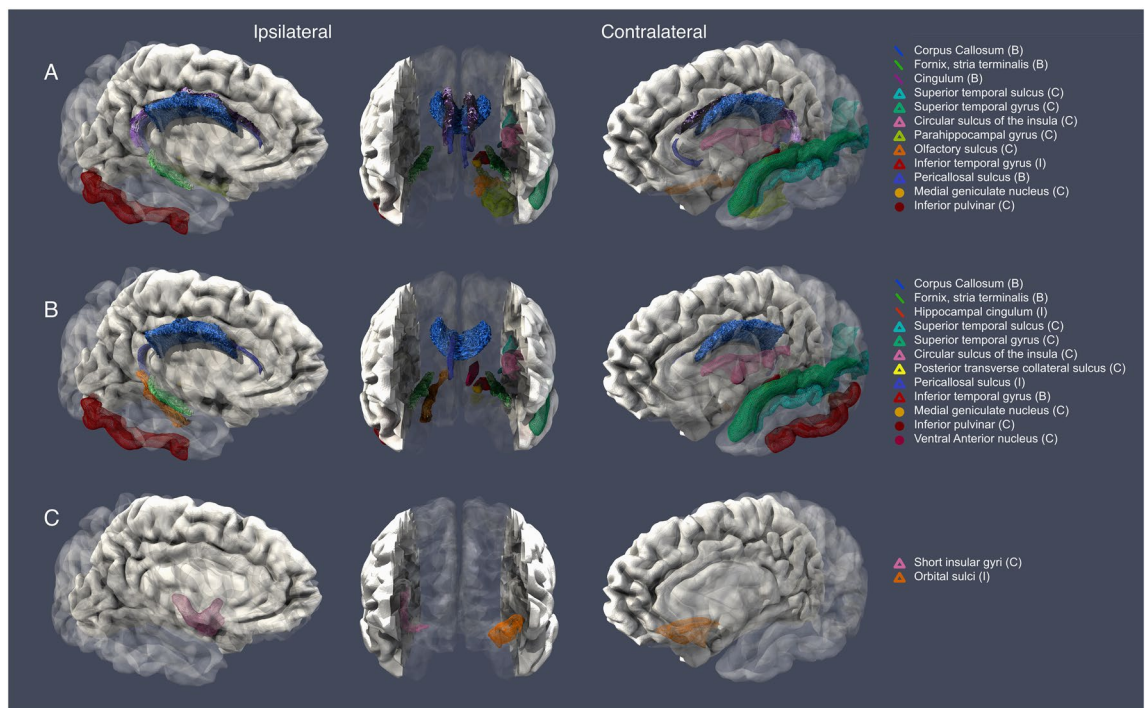 Ipsilateral
Contralateral
A
Corpus Callosum (B)
Fornix, stria terminalis (B)
Cingulum (B)
Superior temporal sulcus (C)
Superior temporal gyrus (C)
Circular sulcus of the insula (C)
Parahippocampal gyrus (C)
Olfactory sulcus (C)
Inferior temporal gyrus (I)
Pericallosal sulcus (B)
Medial geniculate nucleus (C)
Inferior pulvinar (C)
B
Corpus Callosum (B)
Fornix, stria terminalis (B)
Hippocampal cingulum (I)
Superior temporal sulcus (C)
Superior temporal gyrus (C)
Circular sulcus of the insula (C)
Posterior transverse collateral sulcus (C)
Pericallosal sulcus (I)
Inferior temporal gyrus (B)
Medial geniculate nucleus (C)
Inferior pulvinar (C)
Ventral Anterior nucleus (C)
C
Short insular gyri (C)
Orbital sulci (I)